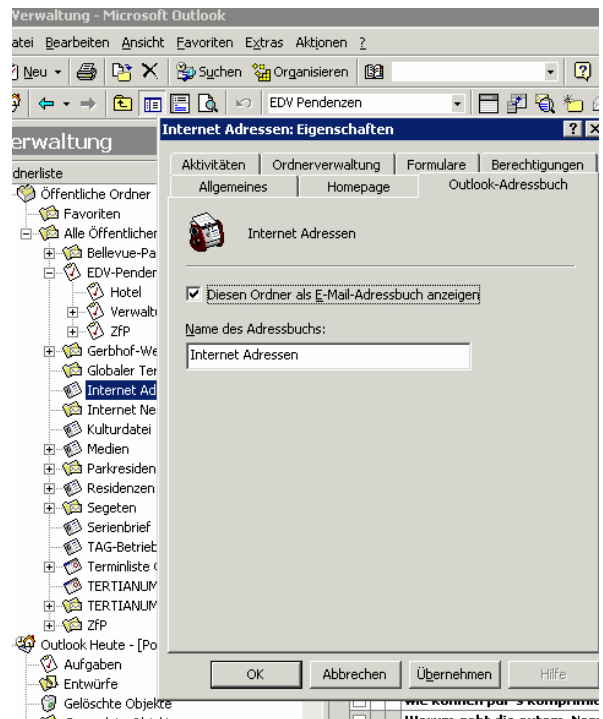 Verwaltung - Microsoft Outlook
atei Bearbeiten Ansicht Favoriten Extras Aktionen ?
Neu Suchen Organisieren
EDV Pendenzen
erwaltung
Internet Adressen: Eigenschaften
dnerliste
Aktivitäten Ordnerverwaltung Formulare Berechtigungen
Allgemeines Homepage Outlook-Adressbuch
Internet Adressen
Diesen Ordner als E-Mail-Adressbuch anzeigen
Name des Adressbuchs:
Internet Adressen
Öffentliche Ordner
Favoriten
Alle Öffentlicher
Bellevue-Pa
EDV-Pender
Hotel
Verwaltu
ZfP
Gerbhof-We
Globaler Ter
Internet Ad
Internet Ne
Kulturdatei
Medien
Parkresiden
Residenzen
Segeten
Serienbrief
TAG-Betrieb
Terminliste
TERTIANUM
TERTIANUM
ZfP
Outlook Heute - [Po
Aufgaben
Entwürfe
Gelöschte Objekte
OK Abbrechen Übernehmen Hilfe